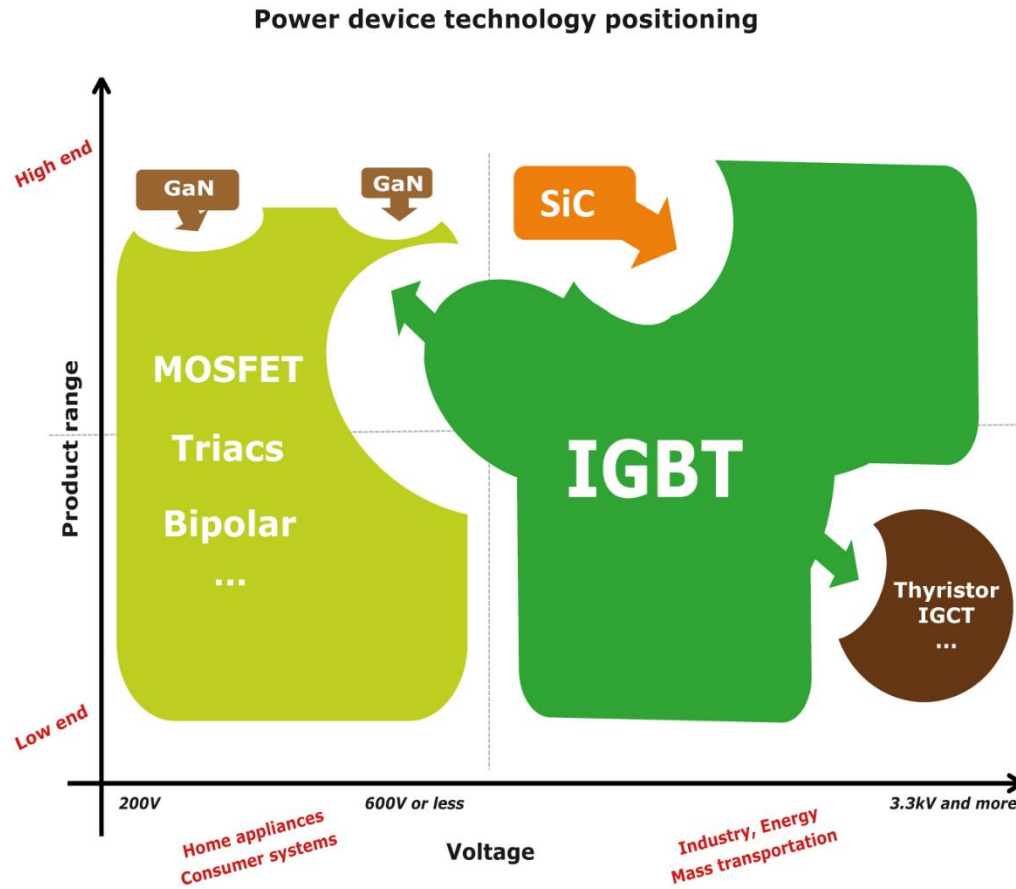 Power device technology positioning
High end
GaN
GaN
SiC
MOSFET
Triacs
Bipolar
...
IGBT
Thyristor
IGCT
...
Product range
Low end
200V
600V or less
3.3kV and more
Home appliances
Consumer systems
Voltage
Industry, Energy
Mass transportation